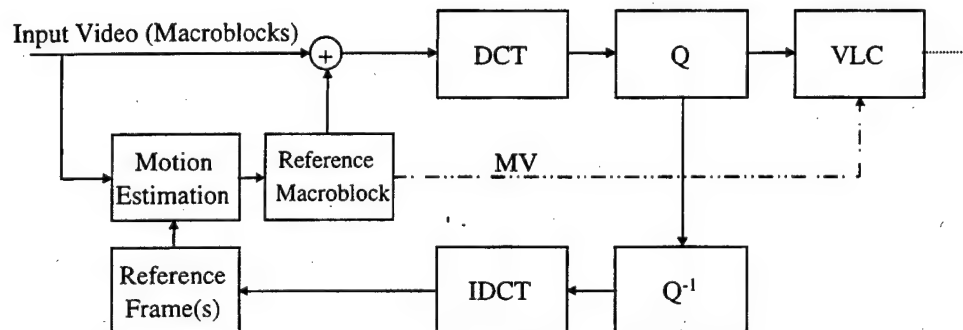 Input Video (Macroblocks)
+
DCT
Q
VLC
Motion
Estimation
Reference
Macroblock
MV
Reference
Frame(s)
IDCT
Q⁻¹